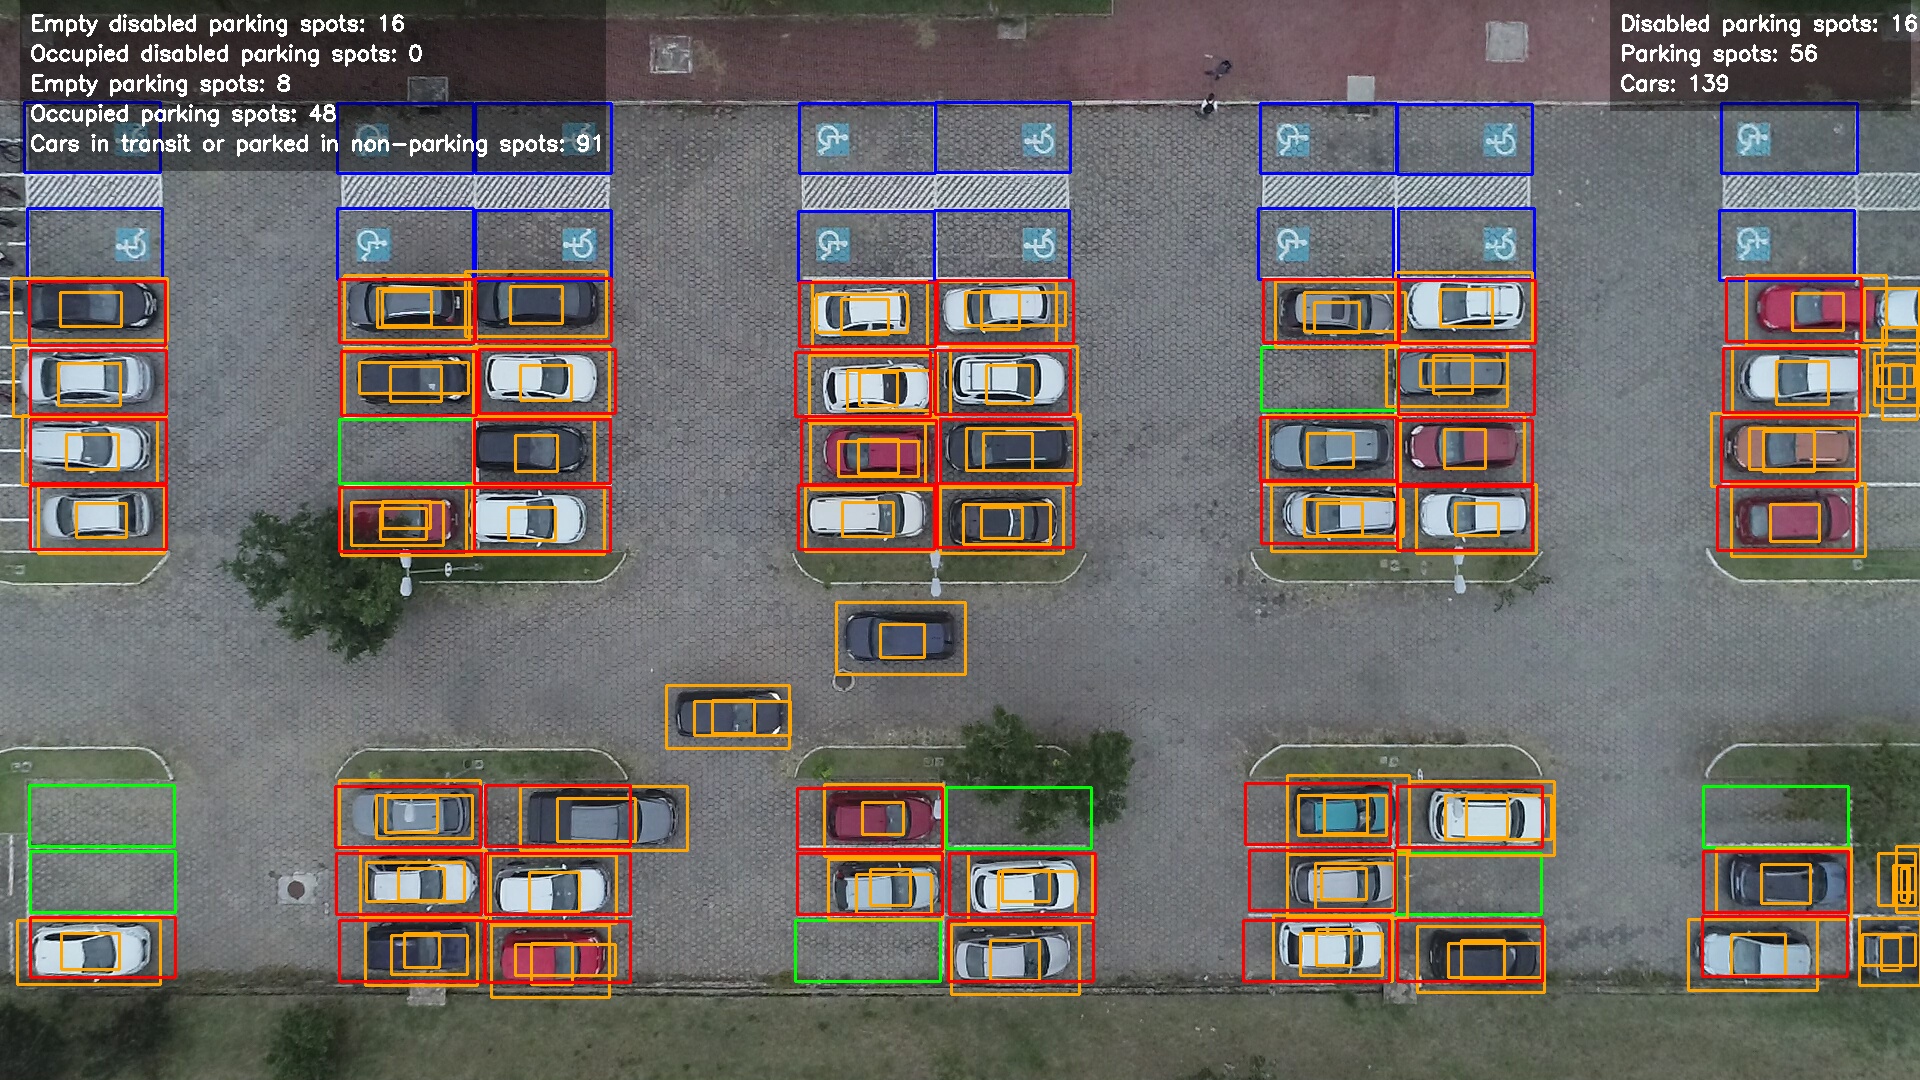 Empty disabled parking spots: 16
Occupied disabled parking spots: 0
Empty parking spots: 8
Occupied parking spots: 48
Cars in transit or parked in non-parking spots: 91
Disabled parking spots: 16
Parking spots: 56
Cars: 139